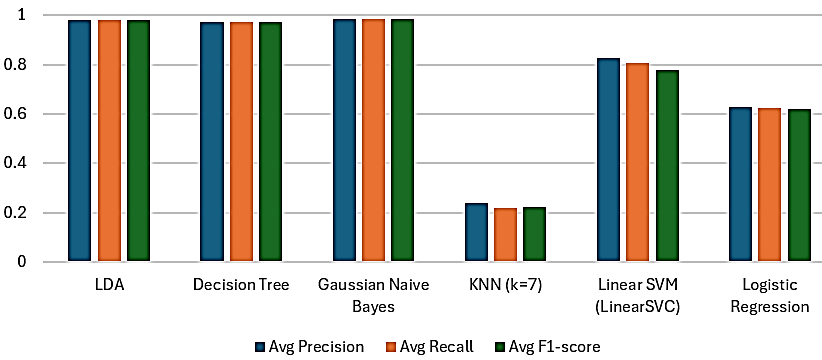 1
0.8
0.6
0.4
0.2
0
LDA
Decision Tree
Gaussian Naive
Bayes
KNN (k=7)
Linear SVM
(LinearSVC)
Logistic
Regression
Avg Precision
Avg Recall
Avg F1-score